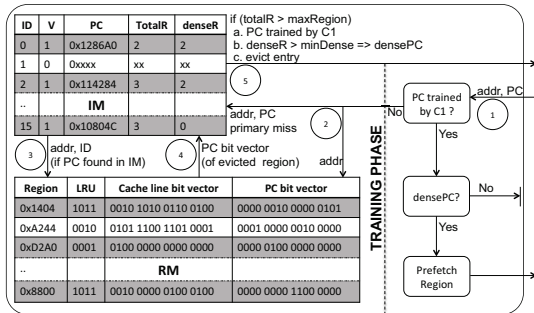 ID V PC TotalR denseR
0 1 0x1286A0 2 2
1 0 0xxxx xx xx
2 1 0x114284 3 2
.. IM
15 1 0x10804C 3 0
if (totalR > maxRegion)
a. PC trained by C1
b. denseR > minDense => densePC
c. evict entry
5
addr, PC
primary miss
2
addr
No
addr, PC
1
PC trained
by C1 ?
Yes
densePC?
No
Yes
Prefetch
Region
TRAINING PHASE
3
addr, ID
(if PC found in IM)
4
PC bit vector
(of evicted region)
Region LRU Cache line bit vector PC bit vector
0x1404 1011 0010 1010 0110 0100 0000 0010 0000 0101
0xA244 0010 0101 1100 1101 0001 0001 0000 0010 0000
0xD2A0 0001 0100 0000 0000 0000 0000 0100 0000 0000
.. RM
0x8800 1011 0010 0000 0100 0100 0000 0000 1100 0000